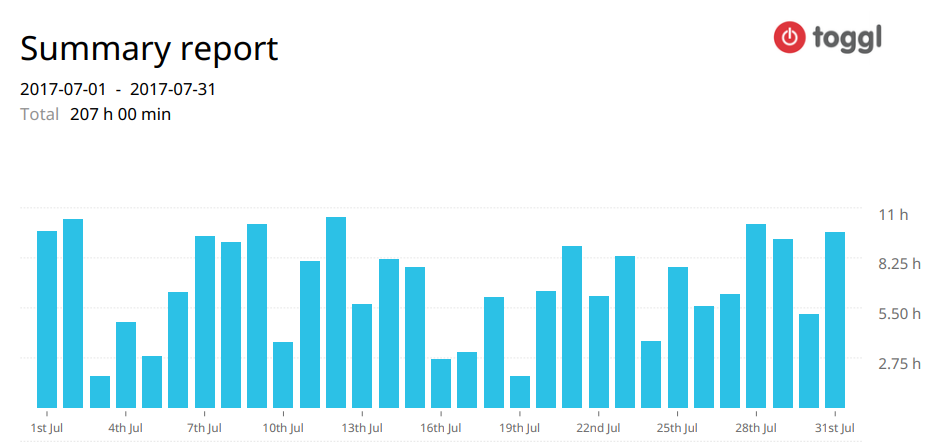 Summary report
toggl
2017-07-01 - 2017-07-31
Total 207 h 00 min
11 h
8.25 h
5.50 h
2.75 h
1st Jul 4th Jul 7th Jul 10th Jul 13th Jul 16th Jul 19th Jul 22nd Jul 25th Jul 28th Jul 31st Jul